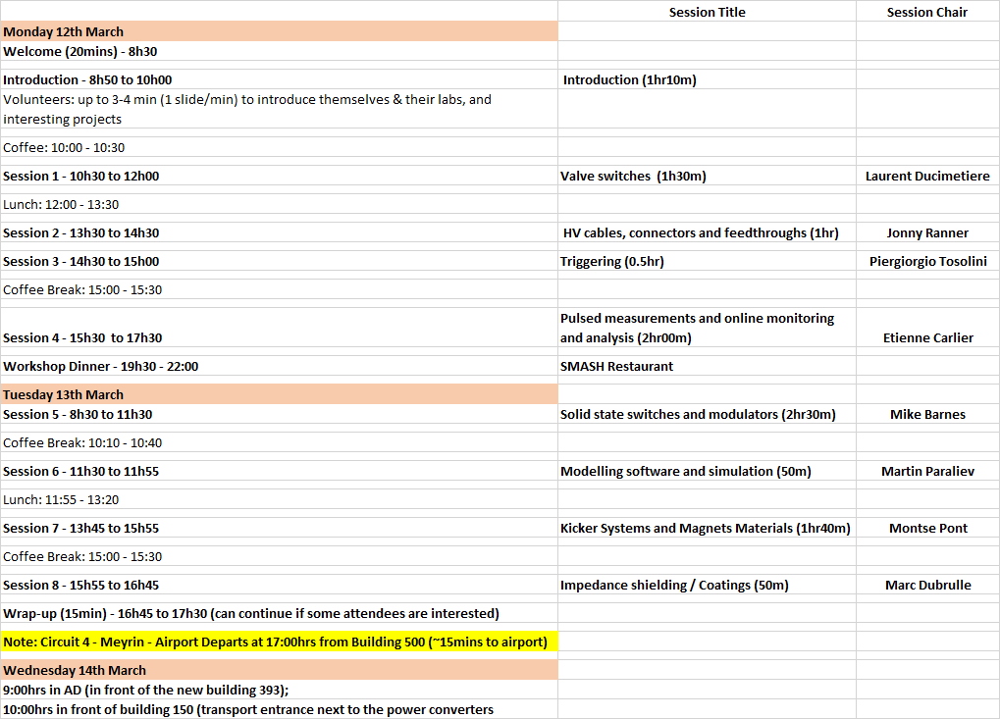 Session Title Session Chair
Monday 12th March
Welcome (20mins) - 8h30
Introduction - 8h50 to 10h00 Introduction (1hr10m)
Volunteers: up to 3-4 min (1 slide/min) to introduce themselves & their labs, and
interesting projects
Coffee: 10:00 - 10:30
Session 1 - 10h30 to 12h00 Valve switches (1h30m) Laurent Ducimetiere
Lunch: 12:00 - 13:30
Session 2 - 13h30 to 14h30 HV cables, connectors and feedthroughs (1hr) Jonny Ranner
Session 3 - 14h30 to 15h00 Triggering (0.5hr) Piergiorgio Tosolini
Coffee Break: 15:00 - 15:30
Pulsed measurements and online monitoring
Session 4 - 15h30 to 17h30 and analysis (2hr00m) Etienne Carlier
Workshop Dinner - 19h30 - 22:00 SMASH Restaurant
Tuesday 13th March
Session 5 - 8h30 to 11h30 Solid state switches and modulators (2hr30m) Mike Barnes
Coffee Break: 10:10 - 10:40
Session 6 - 11h30 to 11h55 Modelling software and simulation (50m) Martin Paraliev
Lunch: 11:55 - 13:20
Session 7 - 13h45 to 15h55 Kicker Systems and Magnets Materials (1hr40m) Montse Pont
Coffee Break: 15:00 - 15:30
Session 8 - 15h55 to 16h45 Impedance shielding / Coatings (50m) Marc Dubrulle
Wrap-up (15min) - 16h45 to 17h30 (can continue if some attendees are interested)
Note: Circuit 4 - Meyrin - Airport Departs at 17:00hrs from Building 500 (~15mins to airport)
Wednesday 14th March
9:00hrs in AD (in front of the new building 393);
10:00hrs in front of building 150 (transport entrance next to the power converters